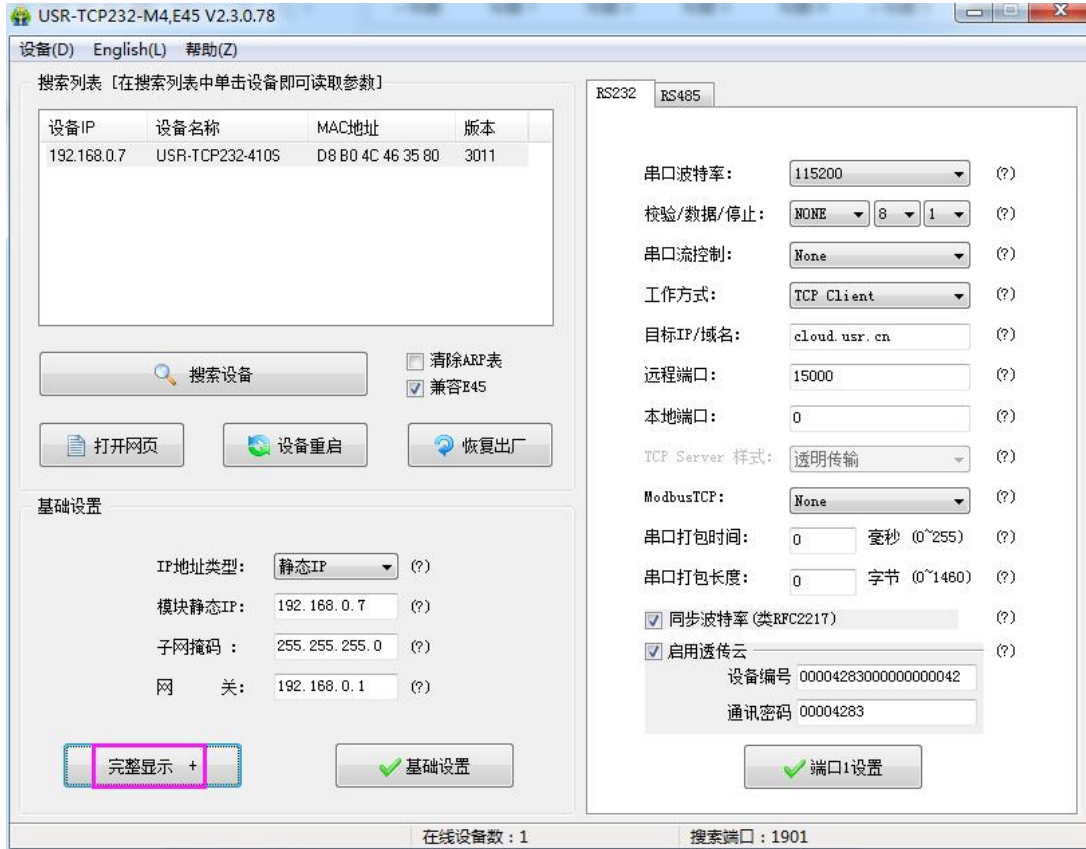 USR-TCP232-M4,E45 V2.3.0.78
设备(D) English(L) 帮助(Z)
搜索列表 [在搜索列表中单击设备即可读取参数]
设备IP 设备名称 MAC地址 版本
192.168.0.7 USR-TCP232-410S D8 B0 4C 46 35 80 3011
搜索设备
清除ARP表
兼容E45
打开网页 设备重启 恢复出厂
基础设置
IP地址类型: 静态IP (?)
模块静态IP: 192.168.0.7 (?)
子网掩码 : 255.255.255.0 (?)
网 关: 192.168.0.1 (?)
完整显示 + 基础设置
RS232 RS485
串口波特率: 115200 (?)
校验/数据/停止: NONE 8 1 (?)
串口流控制: None (?)
工作方式: TCP Client (?)
目标IP/域名: cloud.usr.cn (?)
远程端口: 15000 (?)
本地端口: 0 (?)
TCP Server 样式: 透明传输 (?)
ModbusTCP: None (?)
串口打包时间: 0 毫秒 (0~255) (?)
串口打包长度: 0 字节 (0~1460) (?)
同步波特率(类RFC2217) (?)
启用透传云 (?)
设备编号 00004283000000000042
通讯密码 00004283
端口1设置
在线设备数:1 搜索端口:1901